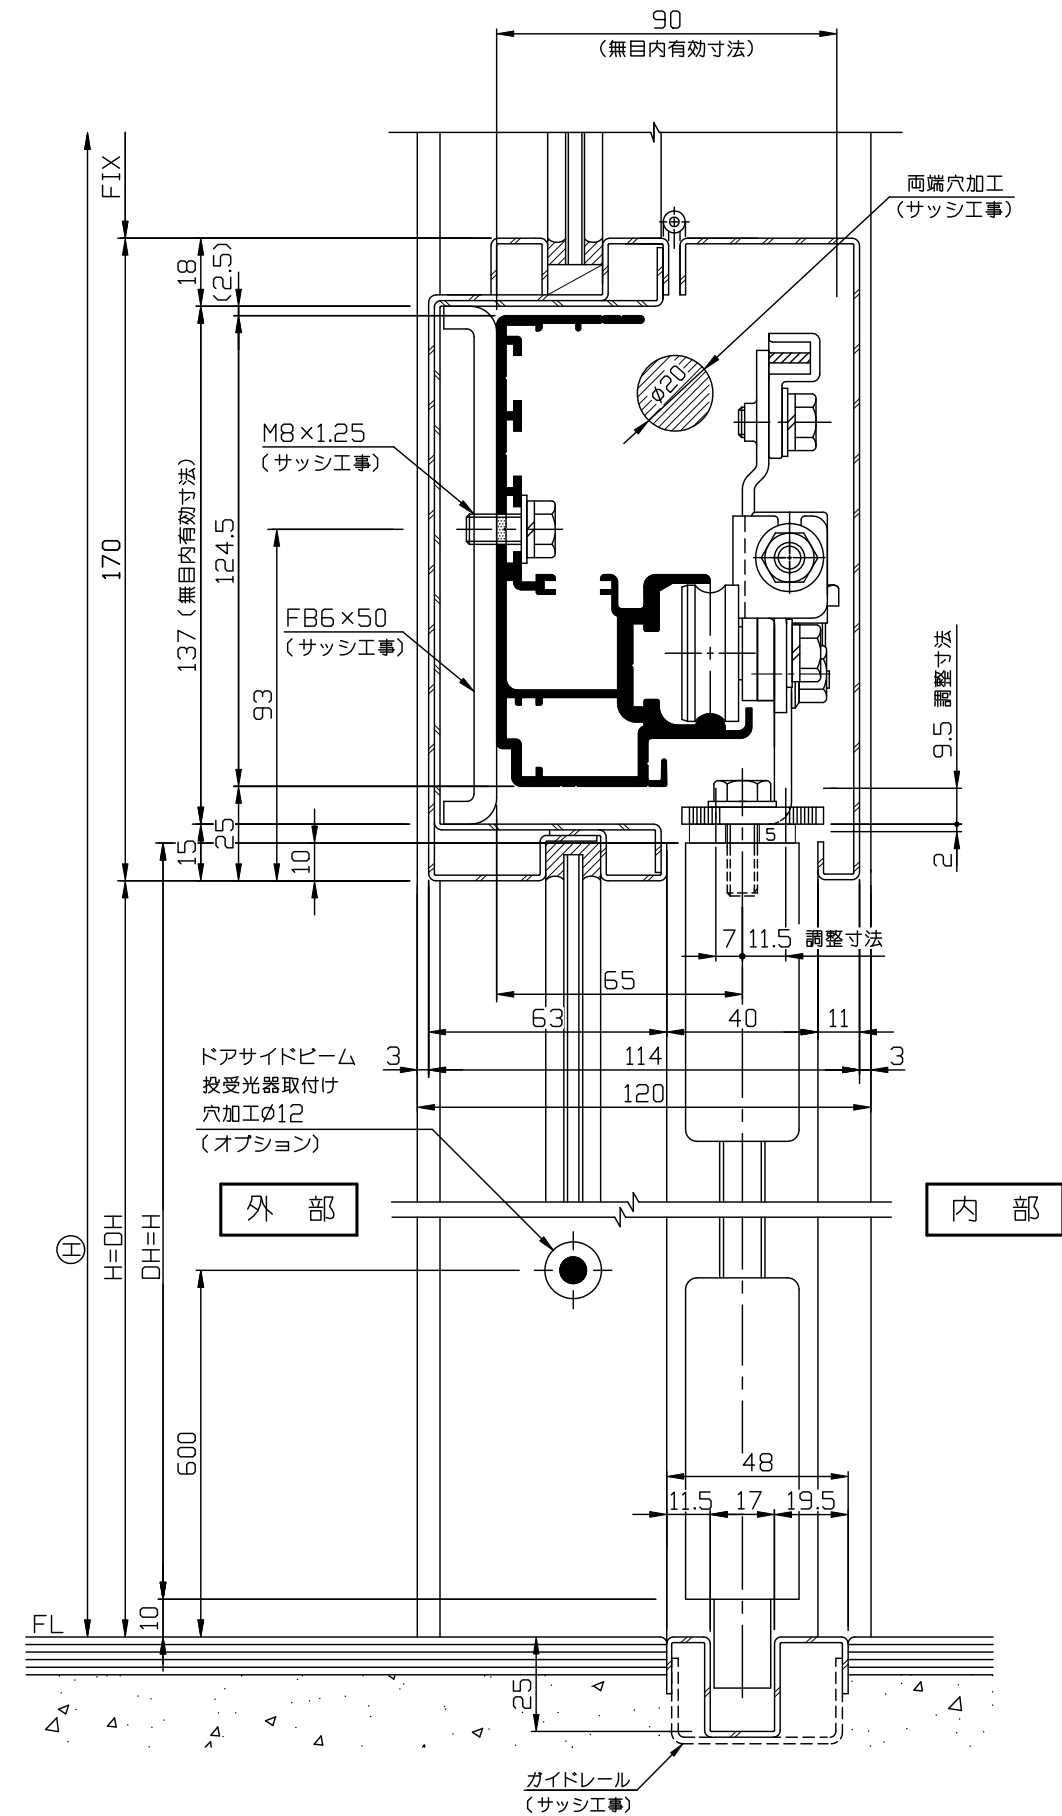 90
(無目内有効寸法)
FIX
両端穴加工
(サッシ工事)
18
(2.5)
φ20
M8×1.25
(サッシ工事)
170
137(無目内有効寸法)
124.5
93
FB6×50
(サッシ工事)
9.5 調整寸法
15
25
10
5
2
7 11.5 調整寸法
65
63 40 11
3 114 3
120
ドアサイドビーム
投受光器取付け
穴加工φ12
(オプション)
外 部
内 部
H
H=DH
DH=H
600
48
11.5 17 19.5
10
FL
25
ガイドレール
(サッシ工事)